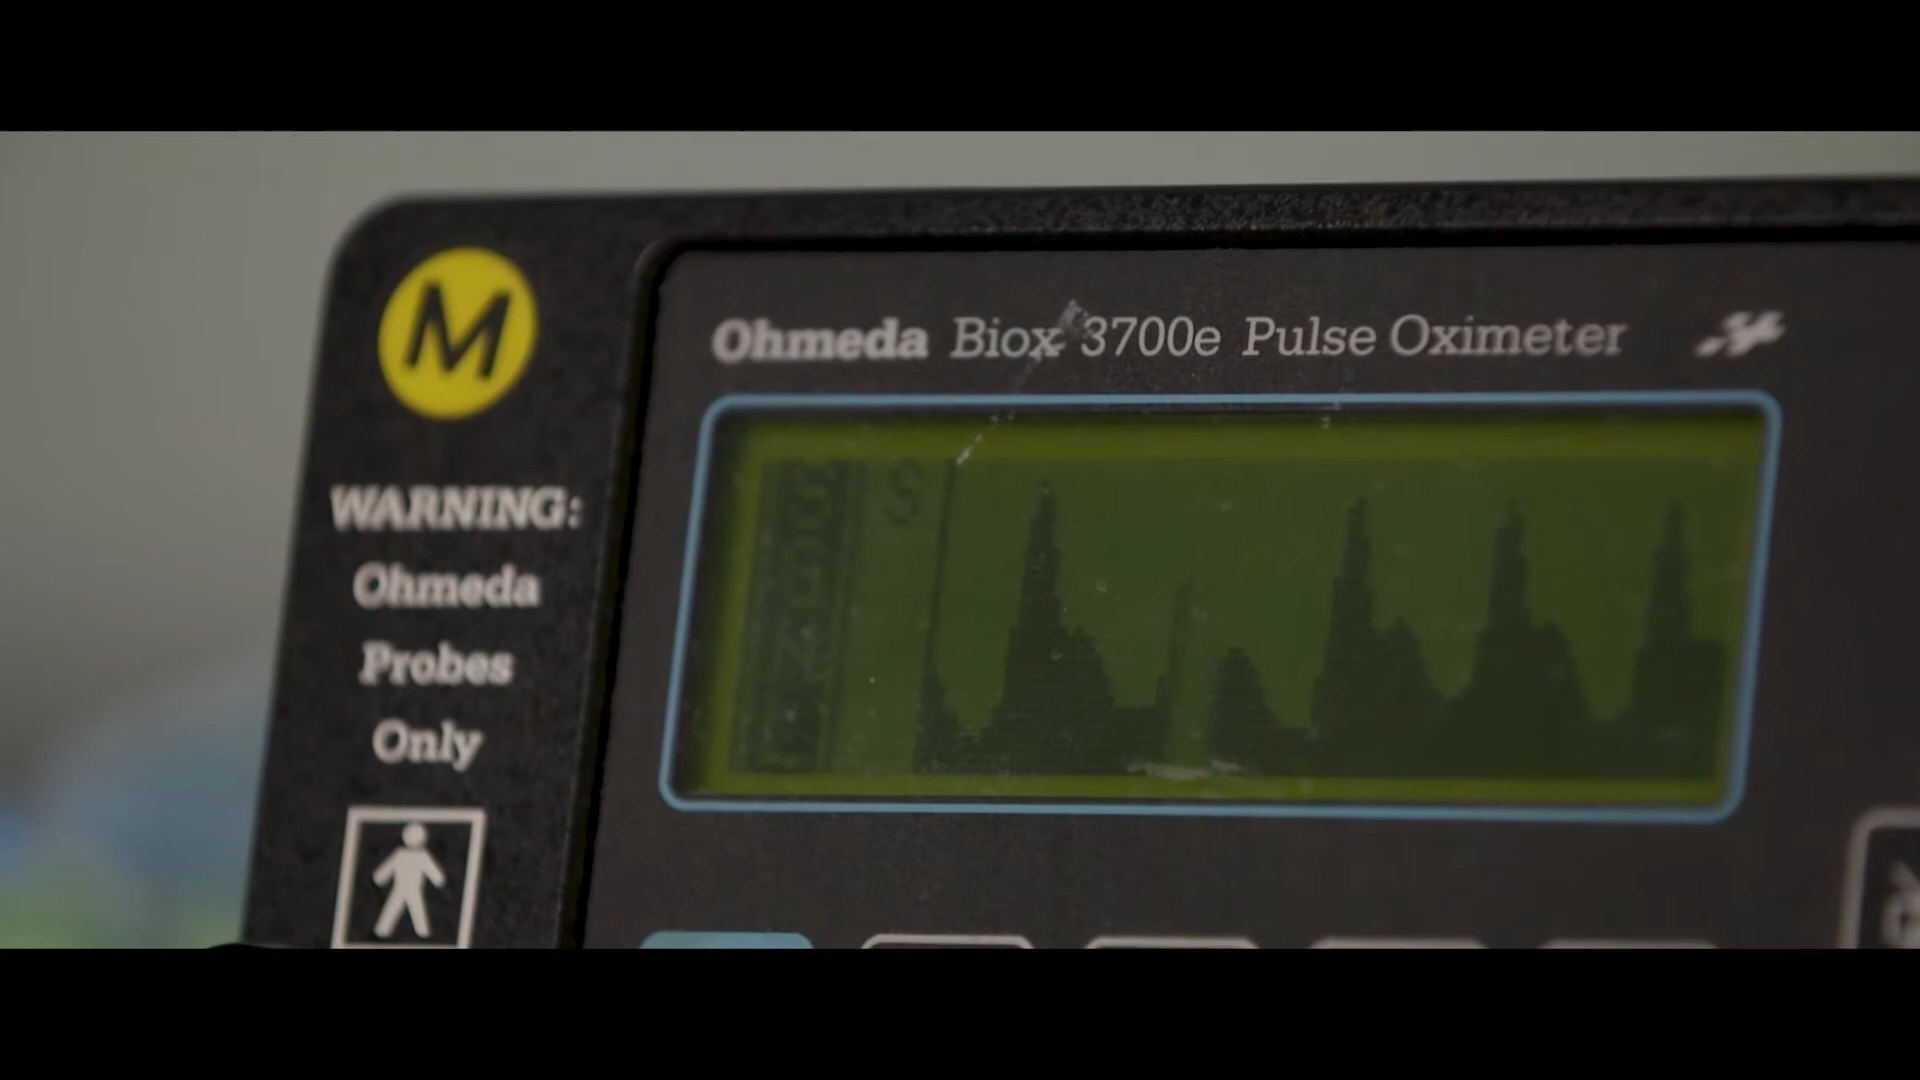 M
Ohmeda Biox 3700e Pulse Oximeter
WARNING:
Ohmeda
Probes
Only
S